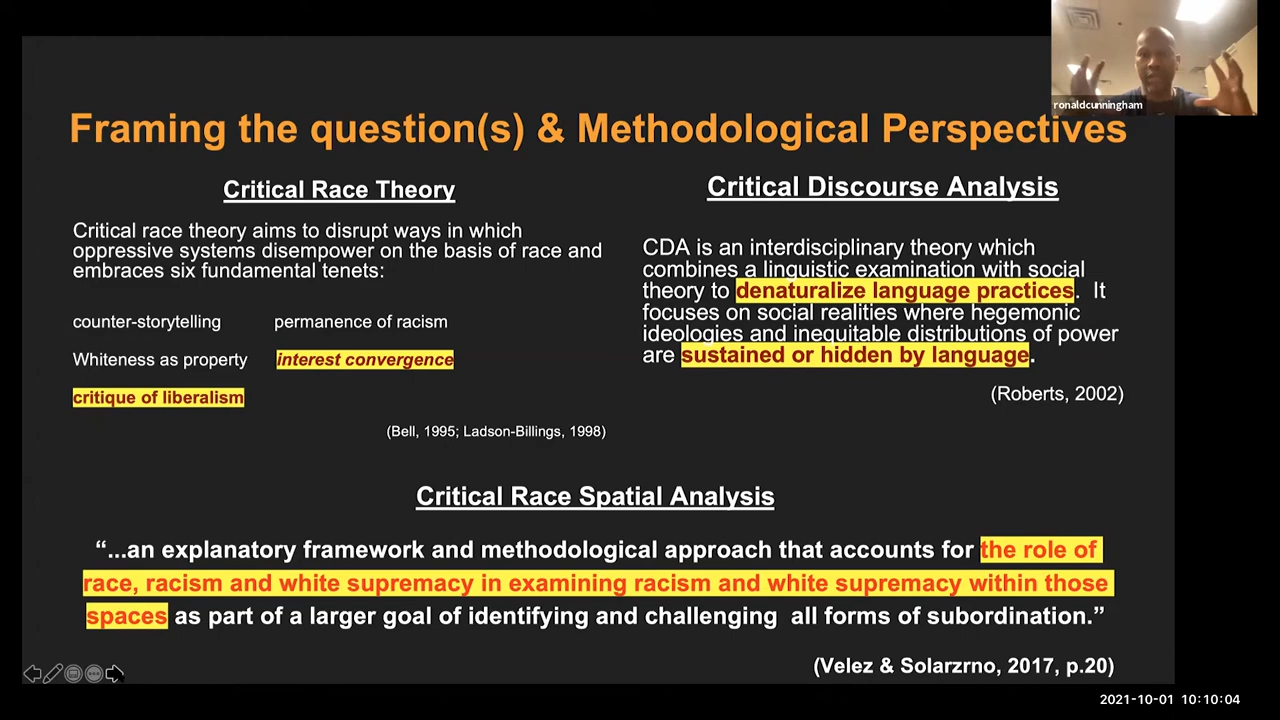 ronaldcunningham
Framing the question(s) & Methodological Perspectives
Critical Race Theory
Critical race theory aims to disrupt ways in which
oppressive systems disempower on the basis of race and
embraces six fundamental tenets:
counter-storytelling permanence of racism
Whiteness as property interest convergence
critique of liberalism
(Bell, 1995; Ladson-Billings, 1998)
Critical Discourse Analysis
CDA is an interdisciplinary theory which
combines a linguistic examination with social
theory to denaturalize language practices. It
focuses on social realities where hegemonic
ideologies and inequitable distributions of power
are sustained or hidden by language.
(Roberts, 2002)
Critical Race Spatial Analysis
“...an explanatory framework and methodological approach that accounts for the role of
race, racism and white supremacy in examining racism and white supremacy within those
spaces as part of a larger goal of identifying and challenging all forms of subordination.”
(Velez & Solarzrno, 2017, p.20)
2021-10-01 10:10:04